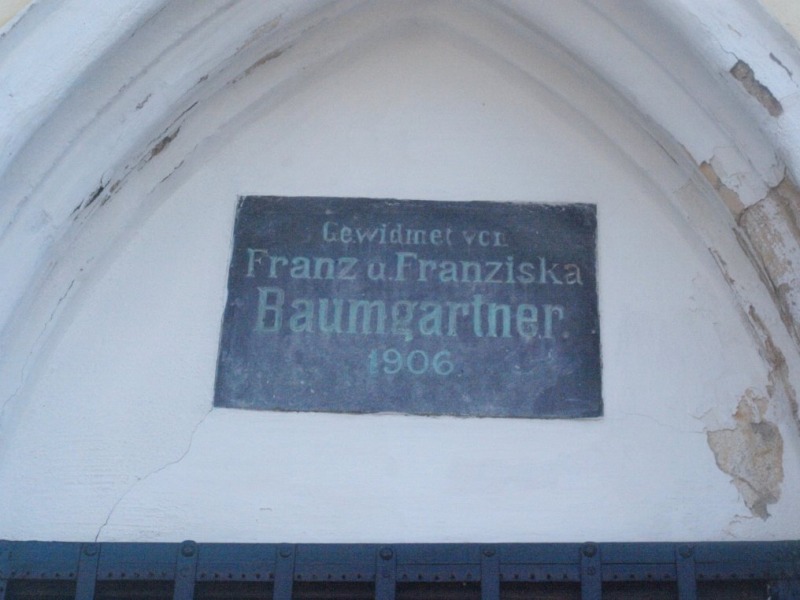 Gewidmet von
Franz u. Franziska
Baumgartner.
1906